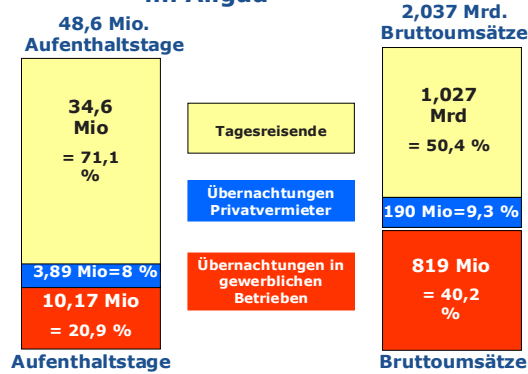 im Allgäu
48,6 Mio.
Aufenthaltstage
34,6
Mio
= 71,1
%
3,89 Mio=8 %
10,17 Mio
= 20,9 %
Aufenthaltstage
Tagesreisende
Übernachtungen
Privatvermieter
Übernachtungen in
gewerblichen
Betrieben
2,037 Mrd.
Bruttoumsätze
1,027
Mrd
= 50,4 %
190 Mio=9,3 %
819 Mio
= 40,2
%
Bruttoumsätze